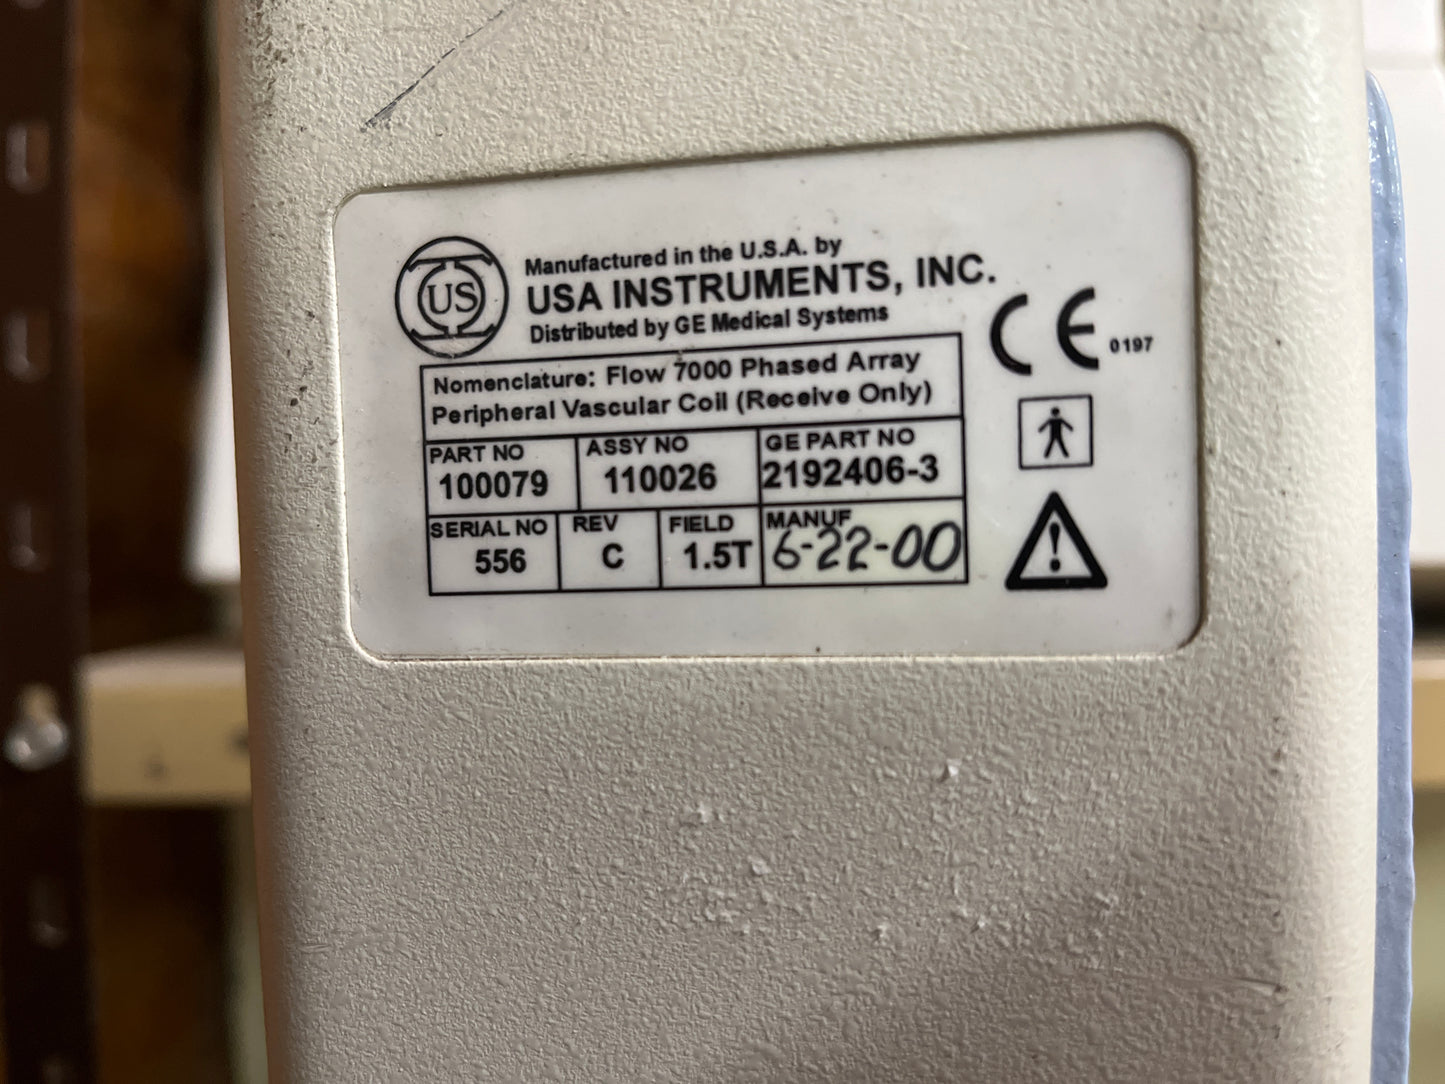 US
Manufactured in the U.S.A. by
USA INSTRUMENTS, INC.
Distributed by GE Medical Systems
CE 0197
Nomenclature: Flow 7000 Phased Array
Peripheral Vascular Coil (Receive Only)
PART NO
100079
ASSY NO
110026
GE PART NO
2192406-3
SERIAL NO
556
REV
C
FIELD
1.5T
MANUF
6-22-00